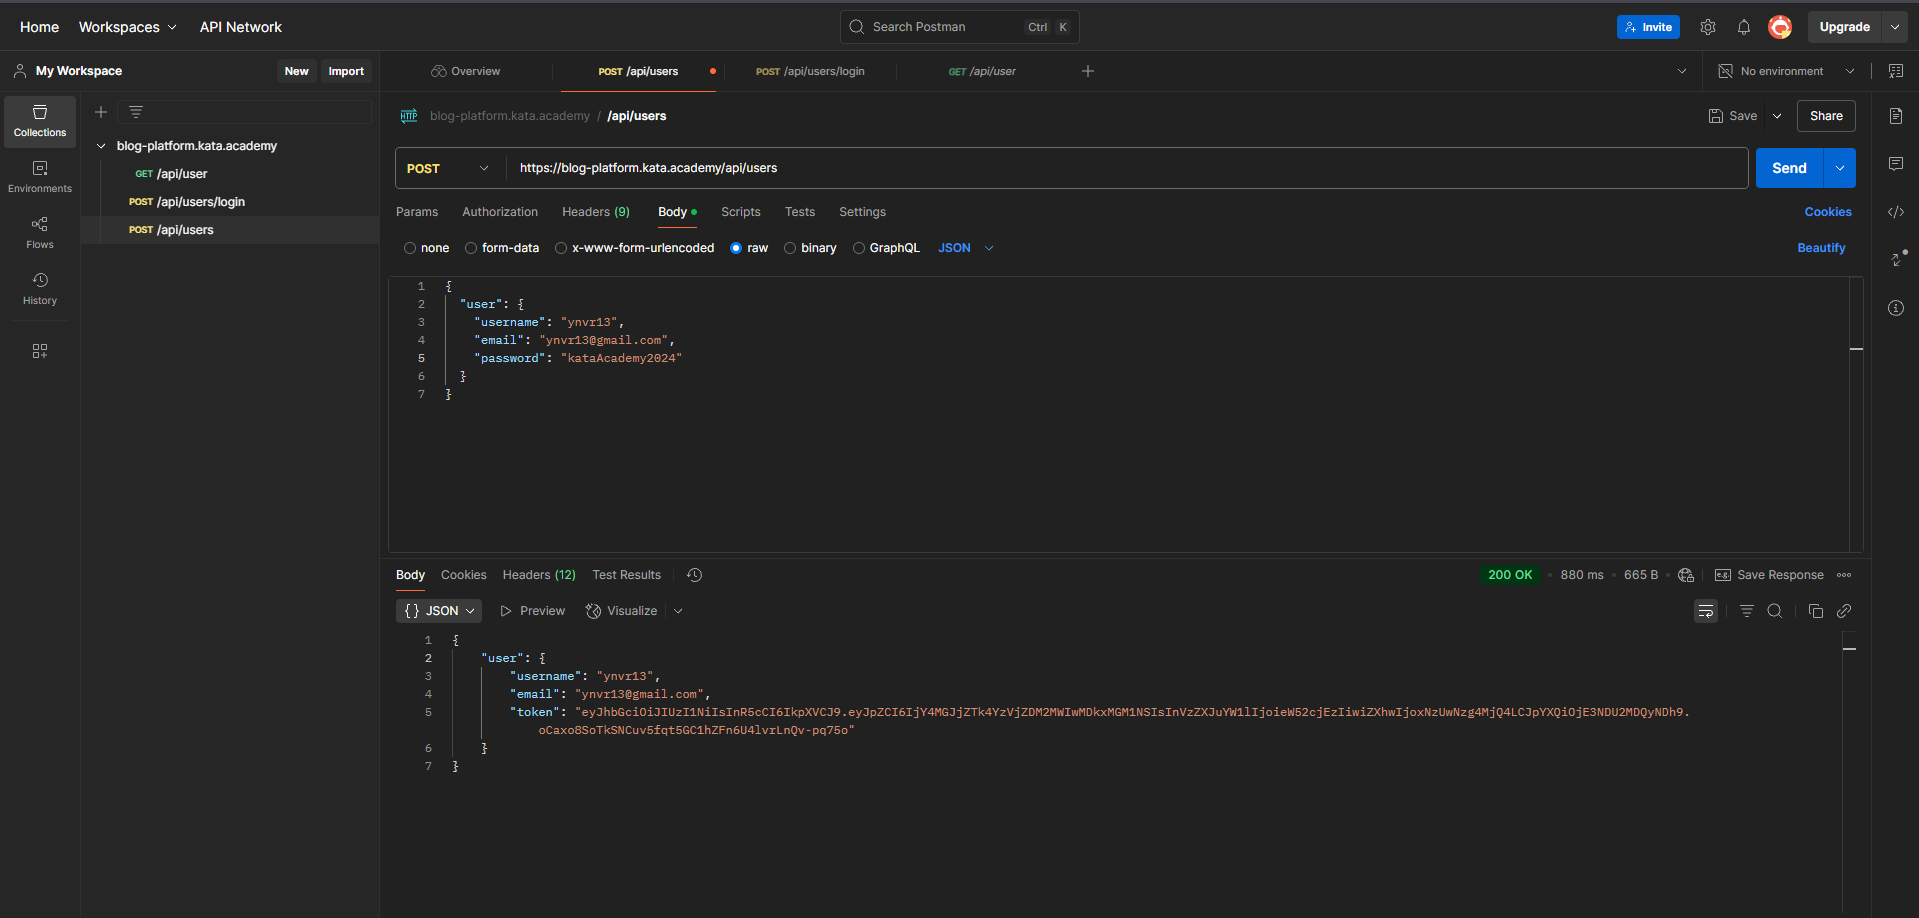 Home Workspaces API Network Search Postman Ctrl K Invite Upgrade
My Workspace New Import Overview POST /api/users POST /api/users/login GET /api/user No environment
Collections
Environments
Flows
History
blog-platform.kata.academy
GET /api/user
POST /api/users/login
POST /api/users
HTTP blog-platform.kata.academy / /api/users Save Share
POST https://blog-platform.kata.academy/api/users Send
Params Authorization Headers (9) Body Scripts Tests Settings Cookies
none form-data x-www-form-urlencoded raw binary GraphQL JSON Beautify
1 {
2 "user": {
3 "username": "ynvr13",
4 "email": "ynvr13@gmail.com",
5 "password": "kataAcademy2024"
6 }
7 }
Body Cookies Headers (12) Test Results 200 OK 880 ms 665 B Save Response
{} JSON Preview Visualize
1 {
2 "user": {
3 "username": "ynvr13",
4 "email": "ynvr13@gmail.com",
5 "token": "eyJhbGciOiJIUzI1NiIsInR5cCI6IkpXVCJ9.eyJpZCI6IjY4MGJjZTk4YzVjZDM2MWIwMDkxMGM1NSIsInVzZXJuYW1lIjoieW52cjEzIiwiZXhwIjoxNzUwNzg4MjQ4LCJpYXQiOjE3NDU2MDQyNDh9.
oCaxo8SoTkSNCuv5fqt5GC1hZFn6U4lvrLnQv-pq75o"
6 }
7 }